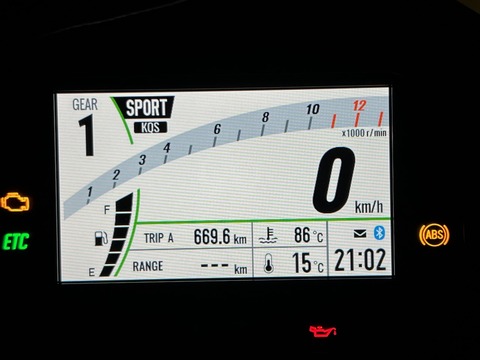 GEAR
1
SPORT
KQS
1 2 3 4 6 8 10 12
x1000 r/min
0 km/h
F
E
TRIP A 669.6 km
RANGE --- km
86 °C
15 °C
21:02
ETC
ABS